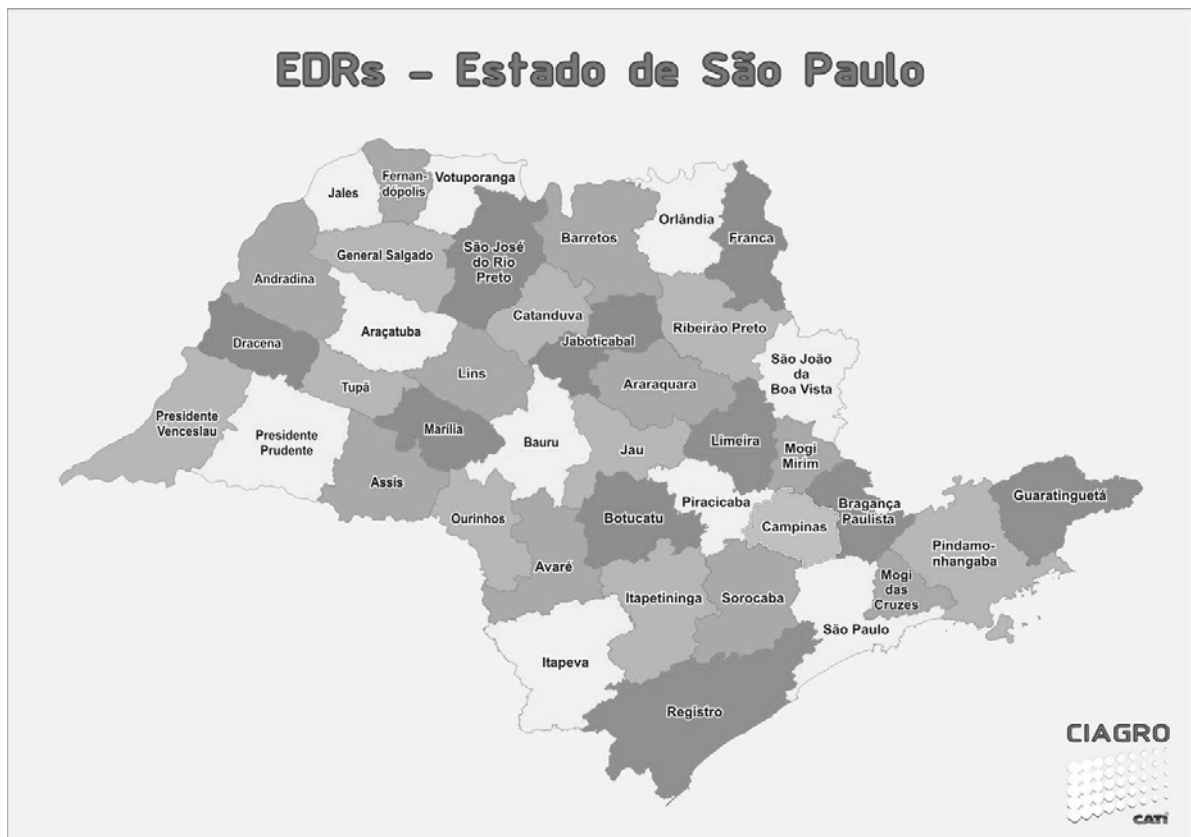 EDRs – Estado de São Paulo
Jales
Fernan-
dópolis
Votuporanga
General Salgado
São José
do Rio
Preto
Barretos
Orlândia
Franca
Andradina
Araçatuba
Catanduva
Jaboticabal
Ribeirão Preto
Dracena
Tupã
Lins
Araraquara
São João
da
Boa Vista
Presidente
Venceslau
Presidente
Prudente
Marília
Bauru
Jau
Limeira
Mogi
Mirim
Assis
Ourinhos
Botucatu
Piracicaba
Campinas
Bragança
Paulista
Guaratinguetá
Avaré
Itapetininga
Sorocaba
Mogi
das
Cruzes
Pindamo-
nhangaba
São Paulo
Itapeva
Registro
CIAGRO
CATI